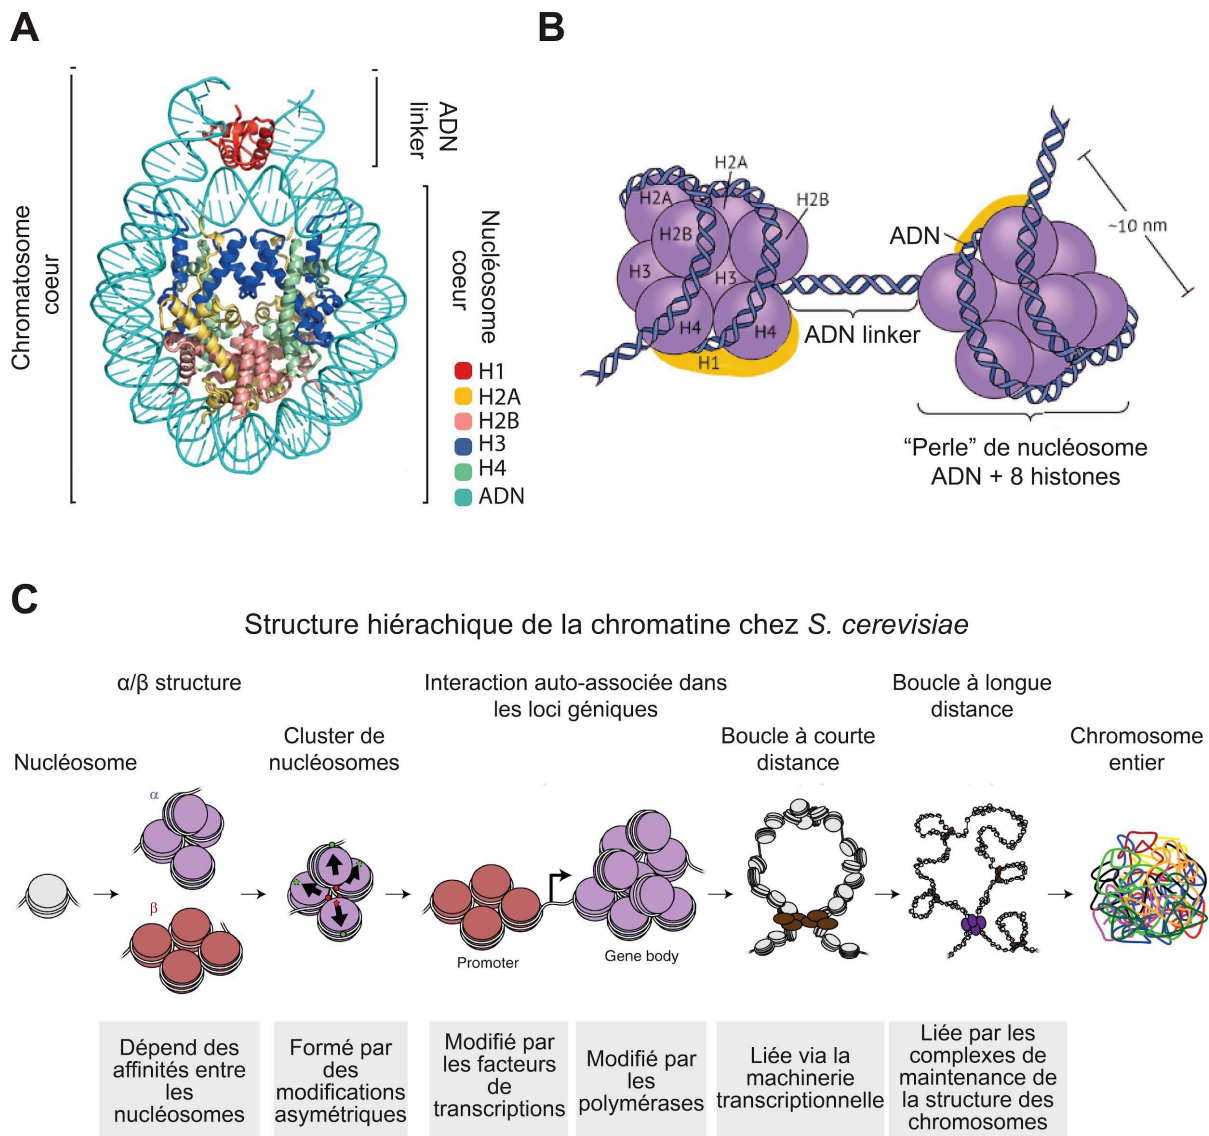 A
Chromatosome
coeur
ADN
linker
Nucléosome
coeur
H1
H2A
H2B
H3
H4
ADN
B
H2A
H2A
H2B
H2B
H3
H3
H4
H4
H1
ADN linker
ADN
~10 nm
“Perle” de nucléosome
ADN + 8 histones
C
Structure hiérachique de la chromatine chez S. cerevisiae
Nucléosome
α/β structure
α
β
Cluster de
nucléosomes
Interaction auto-associée dans
les loci géniques
Promoter
Gene body
Boucle à courte
distance
Boucle à longue
distance
Chromosome
entier
Dépend des
affinités entre
les
nucléosomes
Formé par
des
modifications
asymétriques
Modifié par
les facteurs
de
transcriptions
Modifié par
les
polymérases
Liée via la
machinerie
transcriptionnelle
Liée par les
complexes de
maintenance de
la structure des
chromosomes